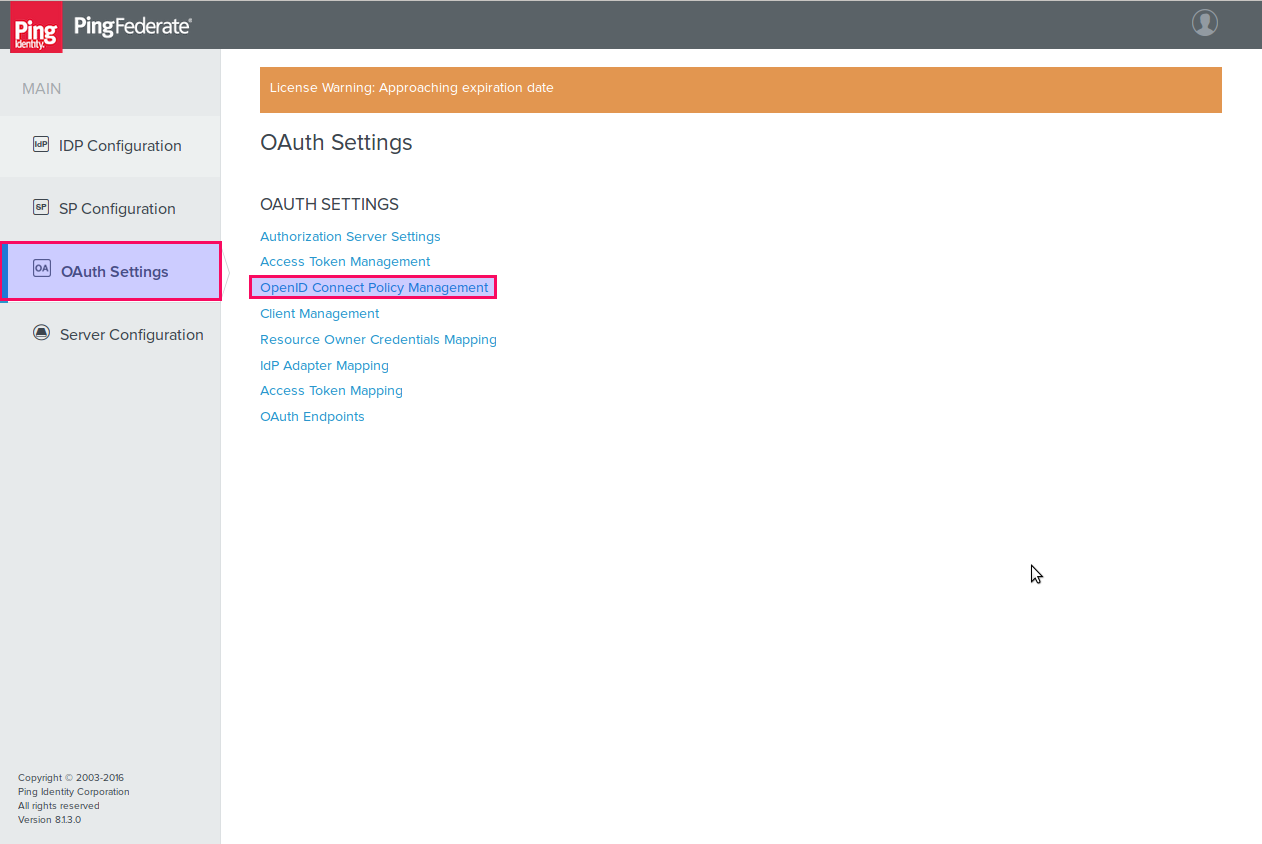 Ping
Identity.
PingFederate®
MAIN
IdP IDP Configuration
SP SP Configuration
OA OAuth Settings
Server Configuration
License Warning: Approaching expiration date
OAuth Settings
OAUTH SETTINGS
Authorization Server Settings
Access Token Management
OpenID Connect Policy Management
Client Management
Resource Owner Credentials Mapping
IdP Adapter Mapping
Access Token Mapping
OAuth Endpoints
Copyright © 2003-2016
Ping Identity Corporation
All rights reserved
Version 8.1.3.0